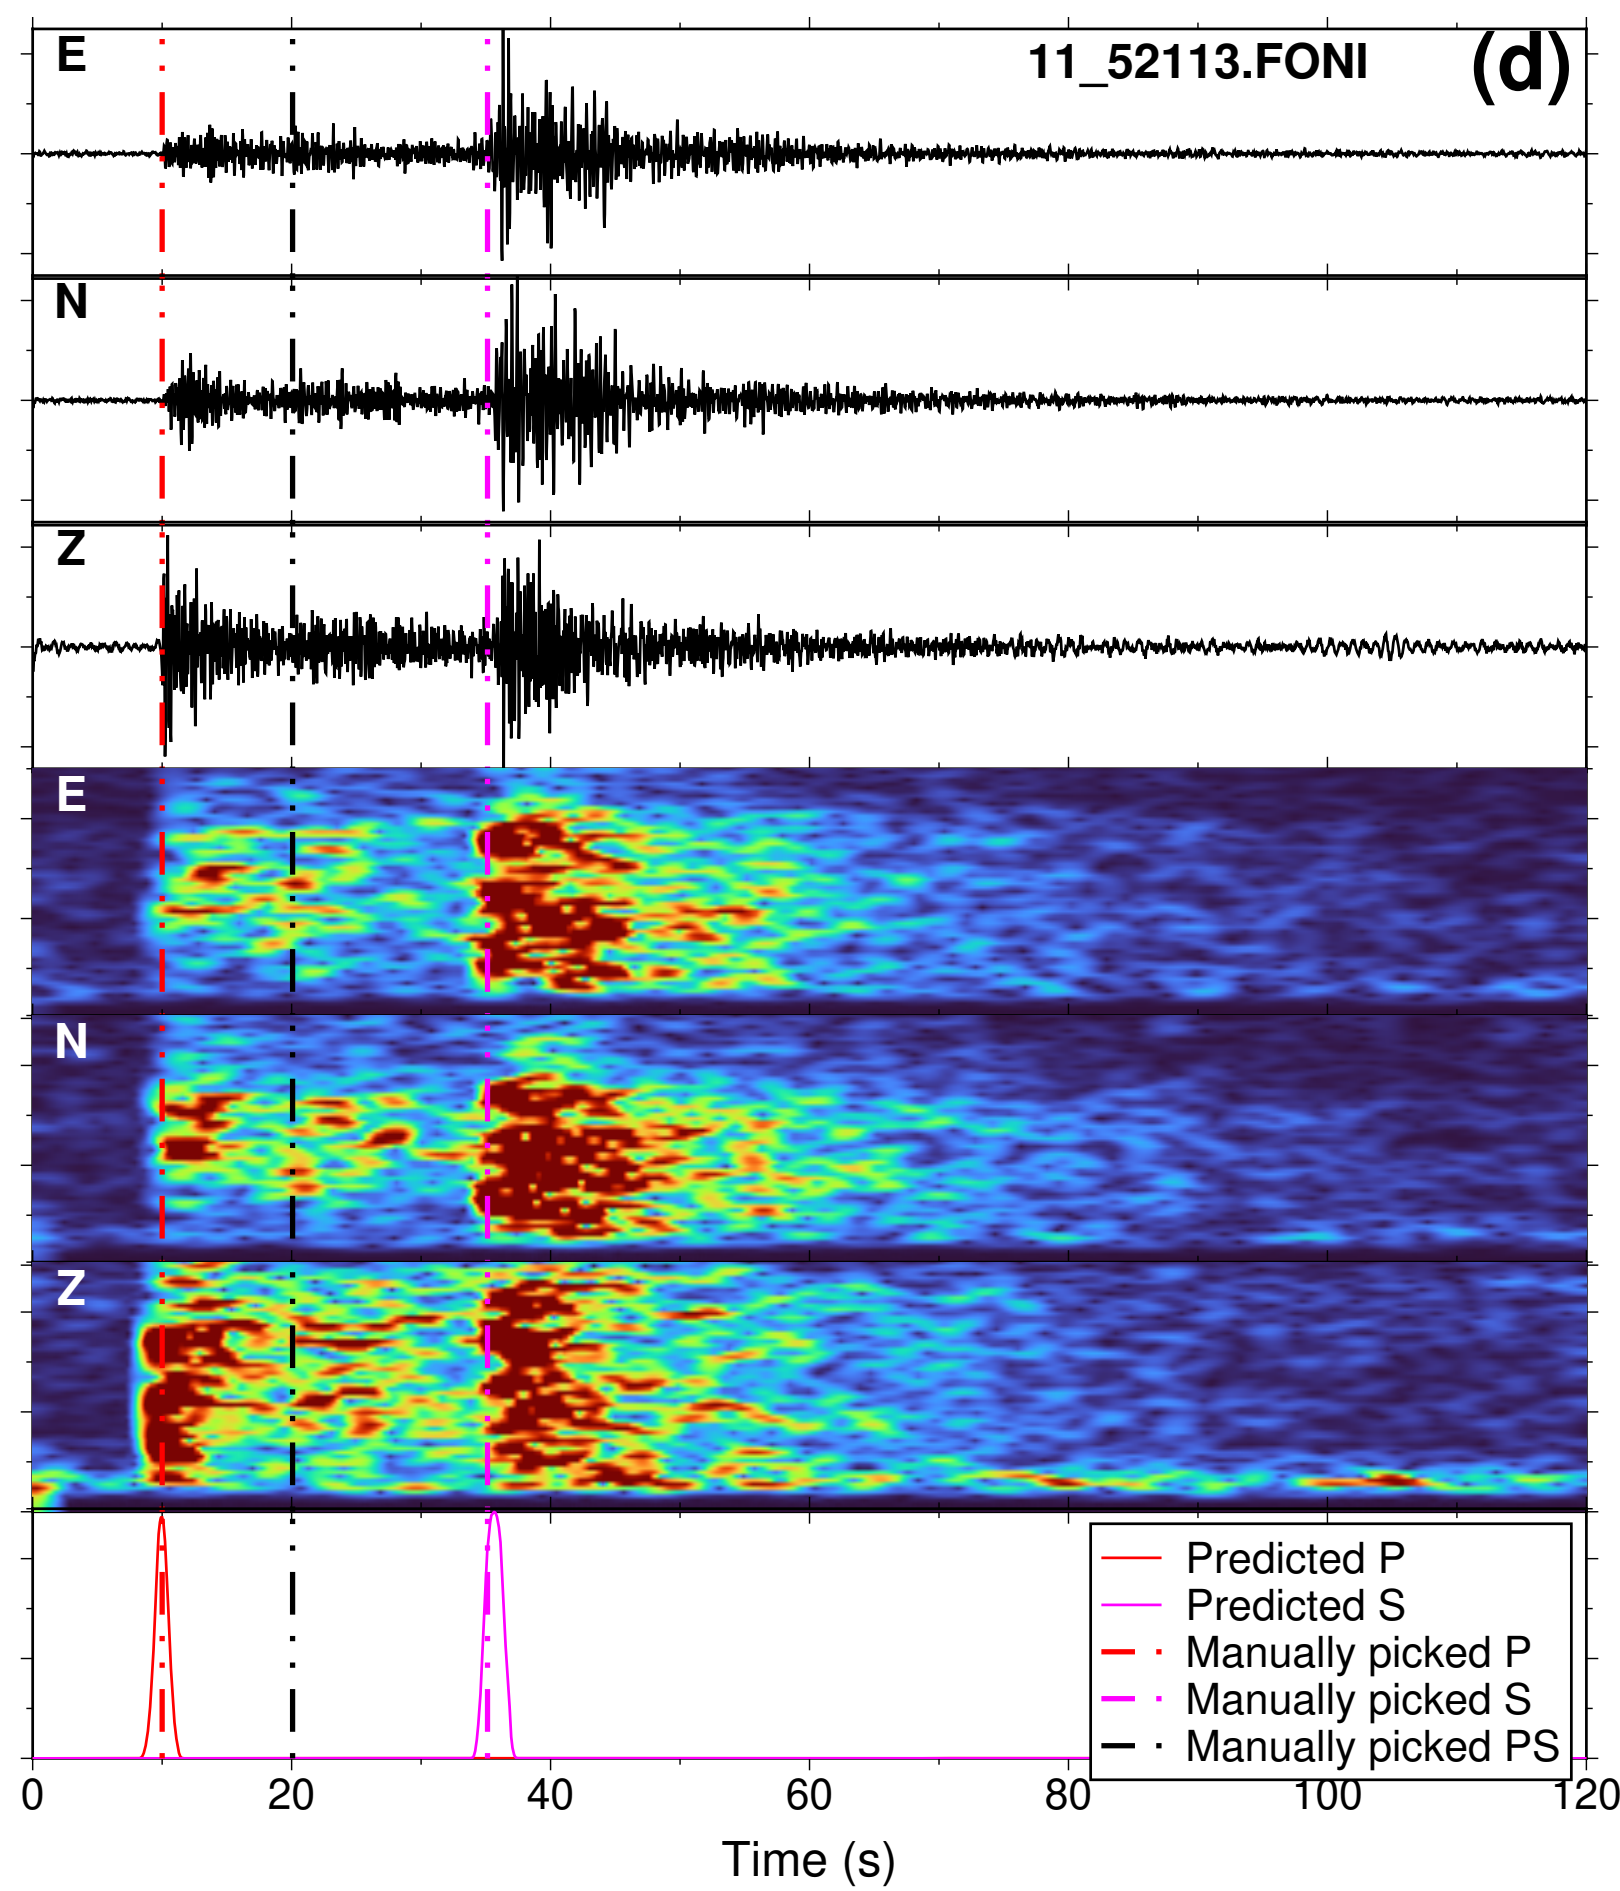 E
11_52113.FONI
(d)
N
Z
E
N
Z
Predicted P
Predicted S
Manually picked P
Manually picked S
Manually picked PS
0 20 40 60 80 100 120
Time (s)